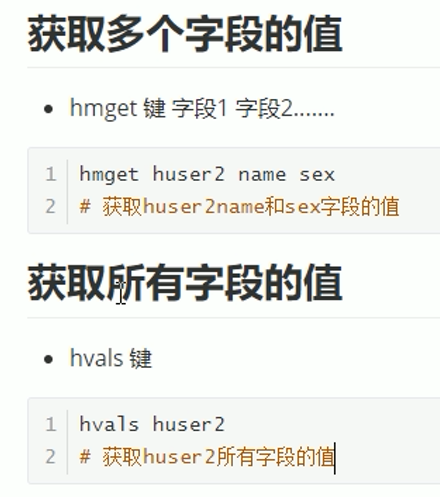 获取多个字段的值
hmget 键 字段1 字段2.......
1 hmget huser2 name sex
2 # 获取huser2name和sex字段的值
获取所有字段的值
hvals 键
1 hvals huser2
2 # 获取huser2所有字段的值